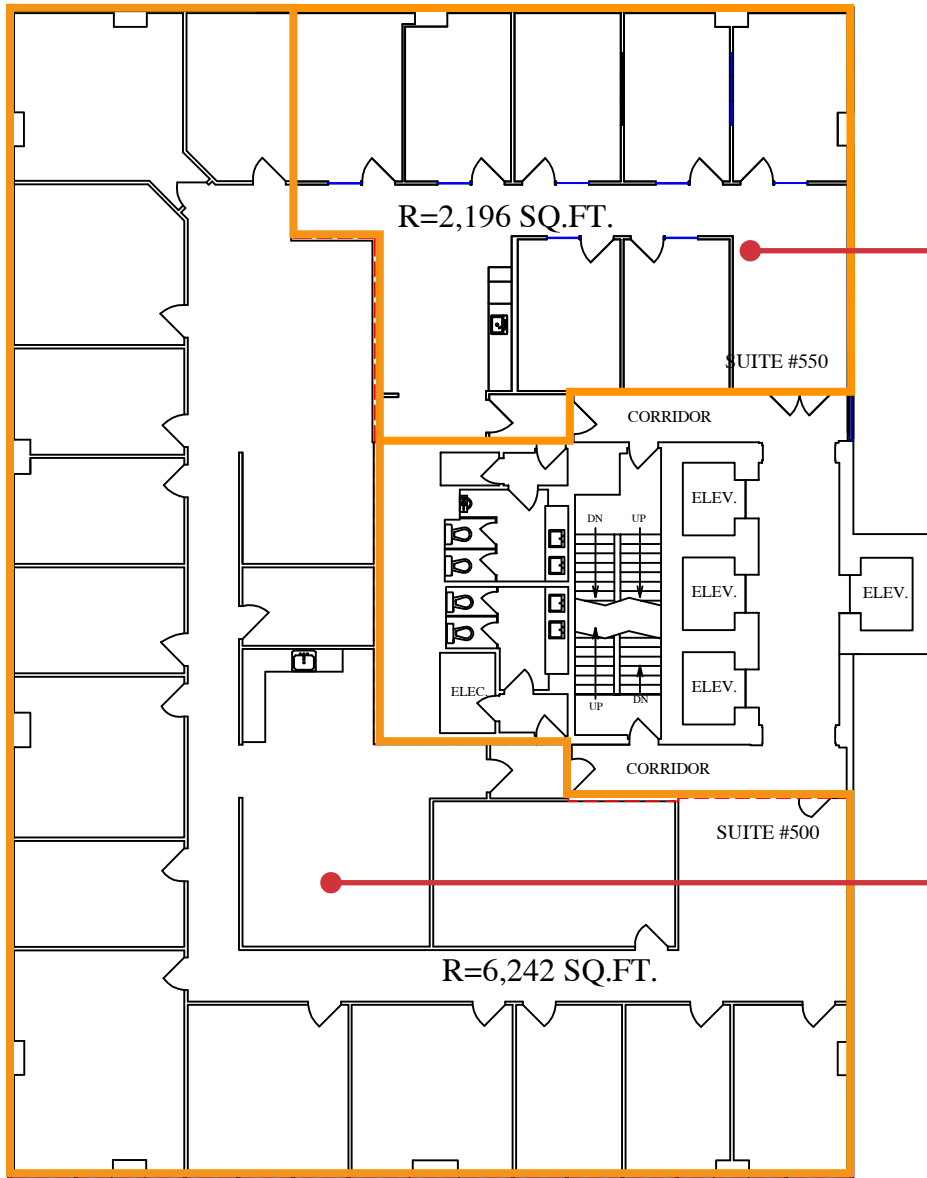 R=2,196 SQ.FT.
SUITE #550
CORRIDOR
ELEV.
DN
UP
ELEV.
ELEV.
ELEC.
ELEV.
UP
DN
CORRIDOR
SUITE #500
R=6,242 SQ.FT.